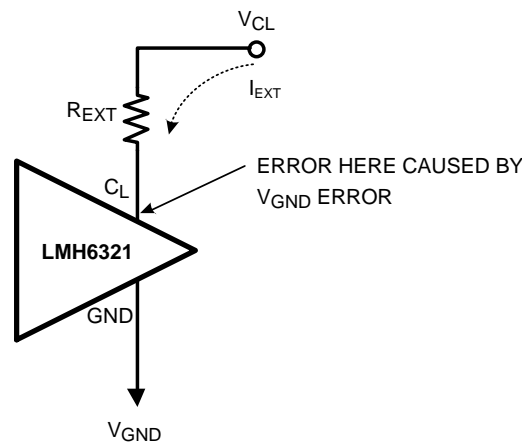 VCL
IEXT
REXT
CL
ERROR HERE CAUSED BY
VGND ERROR
LMH6321
GND
VGND